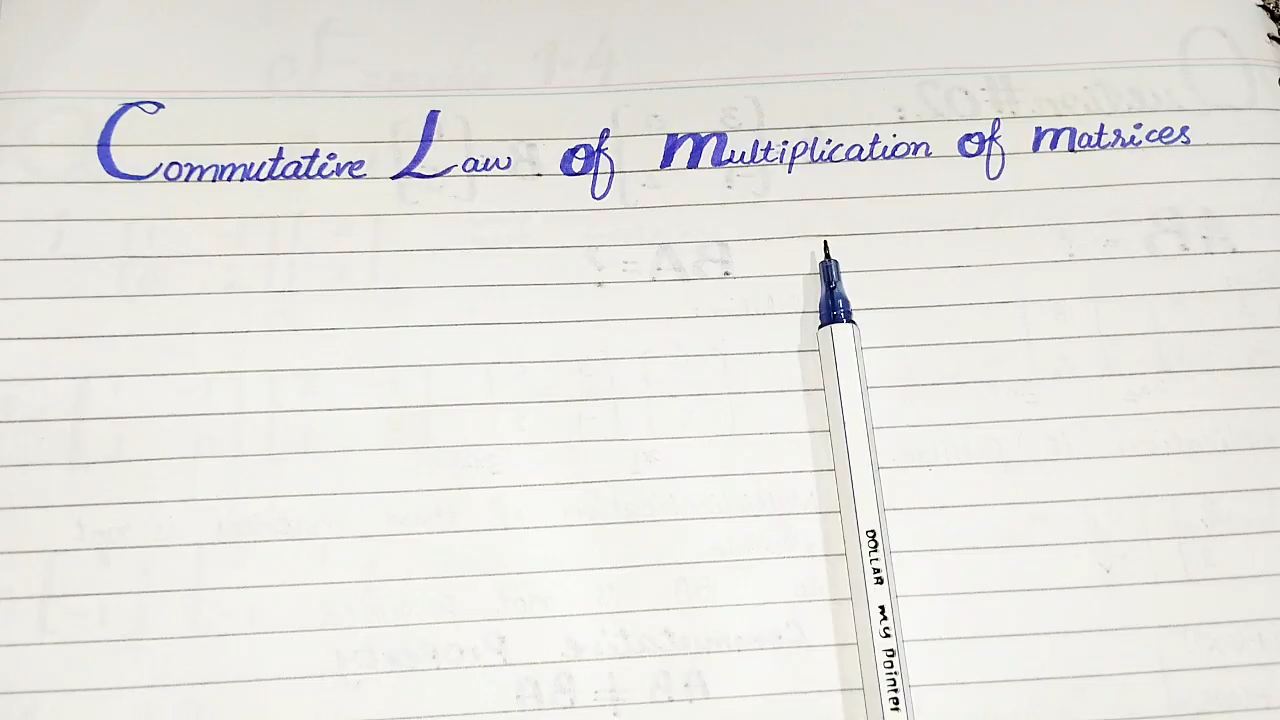 Commutative Law of Multiplication of Matrices
DOLLAR my Pointer